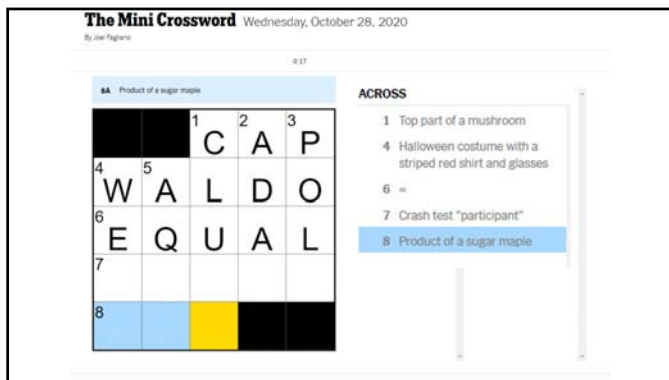 The Mini Crossword Wednesday, October 28, 2020
By Joel Fagliano
0:17
8A Product of a sugar maple
ACROSS
1 Top part of a mushroom
4 Halloween costume with a
striped red shirt and glasses
6 =
7 Crash test "participant"
8 Product of a sugar maple
1 C 2 A 3 P
4 W 5 A L D O
6 E Q U A L
7
8